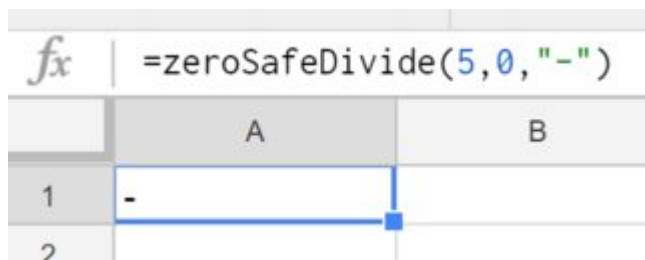 fx =zeroSafeDivide(5,0,"-")
A B
1 -
2